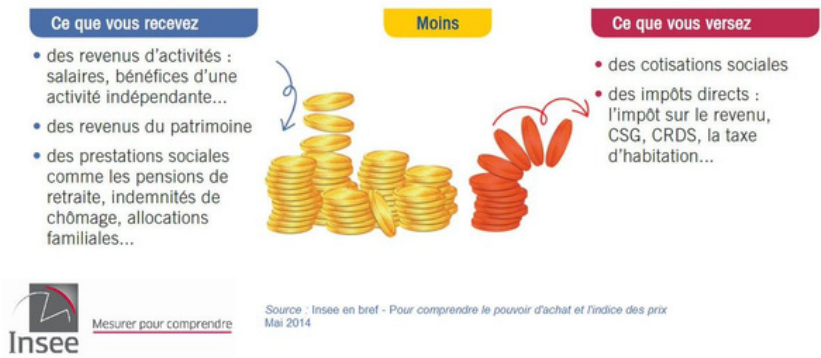 Ce que vous recevez
• des revenus d'activités :
salaires, bénéfices d'une
activité indépendante...
• des revenus du patrimoine
• des prestations sociales
comme les pensions de
retraite, indemnités de
chômage, allocations
familiales...
Moins
Ce que vous versez
• des cotisations sociales
• des impôts directs :
l'impôt sur le revenu,
CSG, CRDS, la taxe
d'habitation...
Insee
Mesurer pour comprendre
Source : Insee en bref - Pour comprendre le pouvoir d'achat et l'indice des prix
Mai 2014